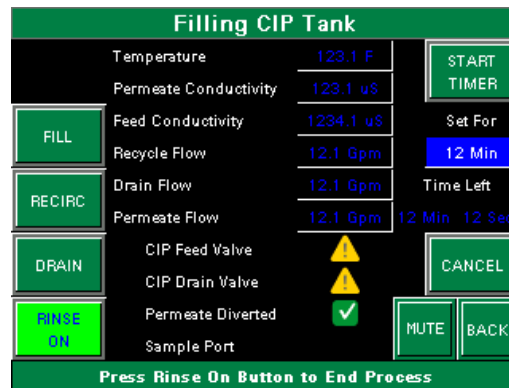 Filling CIP Tank
Temperature 123.1 F
START TIMER
Permeate Conductivity 123.1 uS
Feed Conductivity 1234.1 uS
Set For
FILL
Recycle Flow 12.1 Gpm
12 Min
Drain Flow 12.1 Gpm
Time Left
RECIRC
Permeate Flow 12.1 Gpm
12 Min 12 Sec
CIP Feed Valve
DRAIN
CANCEL
CIP Drain Valve
RINSE ON
Permeate Diverted
MUTE
BACK
Sample Port
Press Rinse On Button to End Process